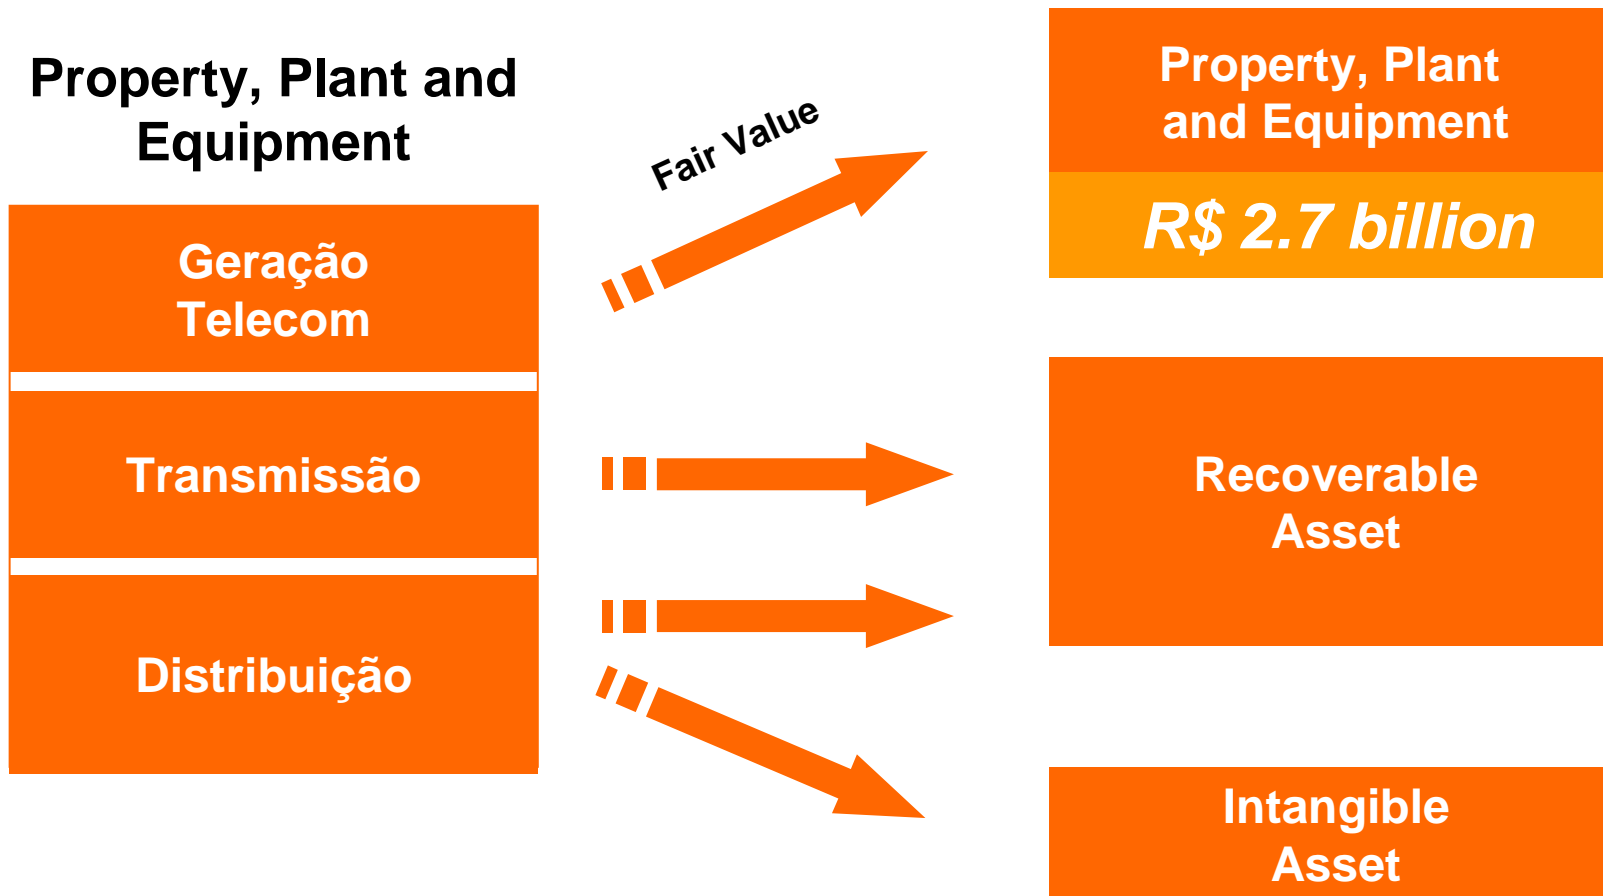 Property, Plant and
Equipment
Geração
Telecom
Transmissão
Distribuição
Fair Value
Property, Plant
and Equipment
R$ 2.7 billion
Recoverable
Asset
Intangible
Asset